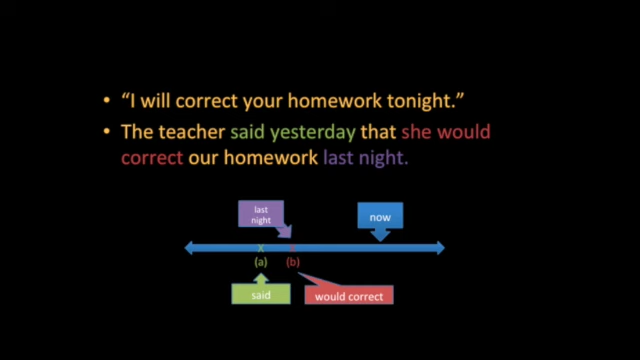 • “I will correct your homework tonight.”
• The teacher said yesterday that she would
correct our homework last night.
last
night
now
x x
(a) (b)
said
would correct